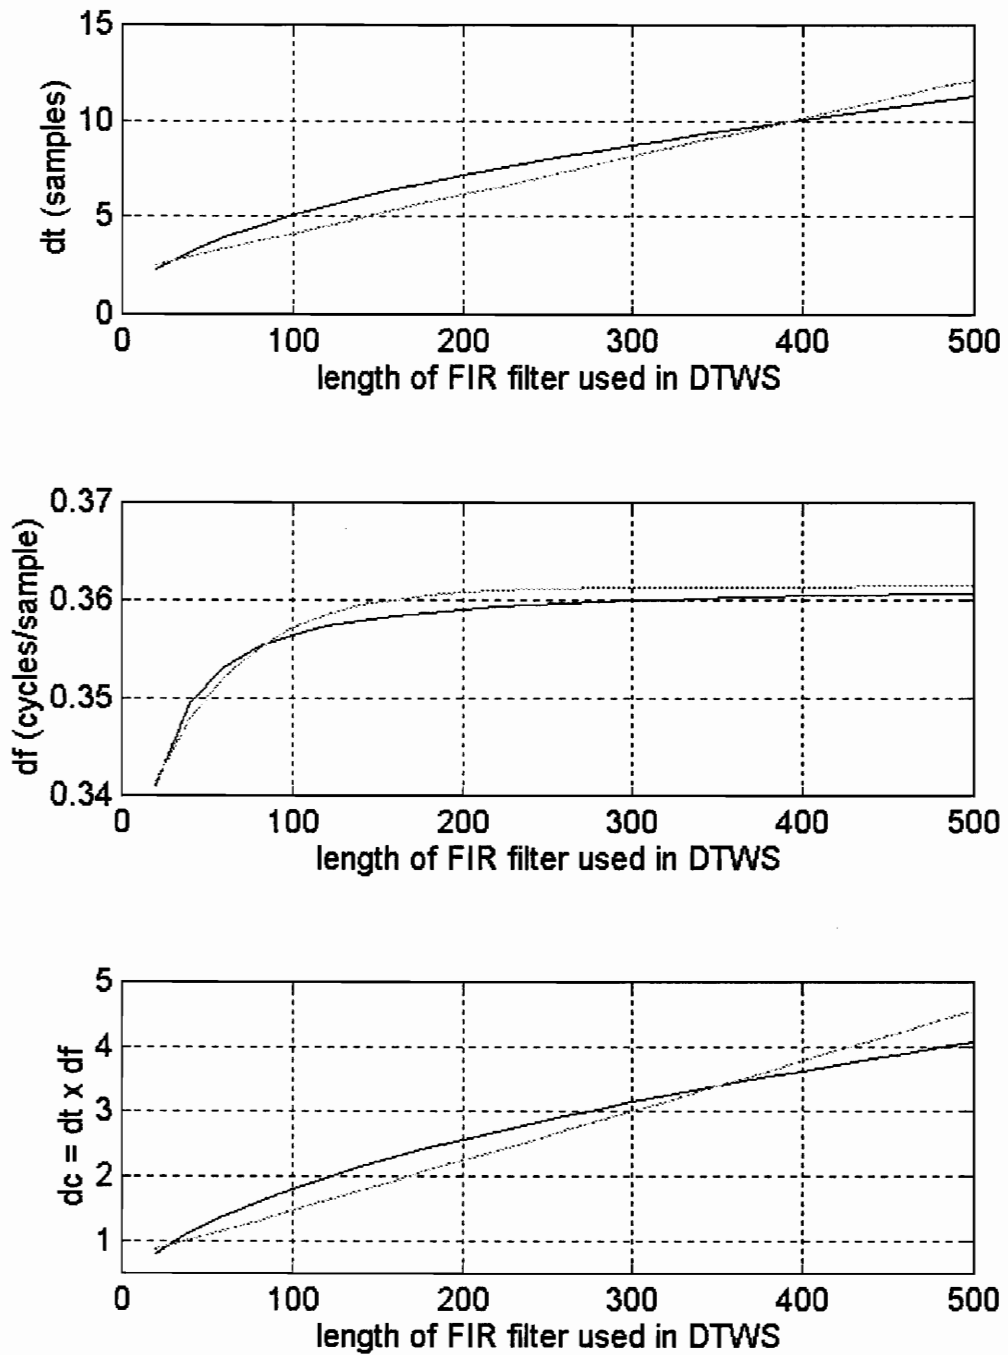 15
10
5
0
dt (samples)
0 100 200 300 400 500
length of FIR filter used in DTWS
0.37
0.36
0.35
0.34
df (cycles/sample)
0 100 200 300 400 500
length of FIR filter used in DTWS
5
4
3
2
1
dc = dt x df
0 100 200 300 400 500
length of FIR filter used in DTWS